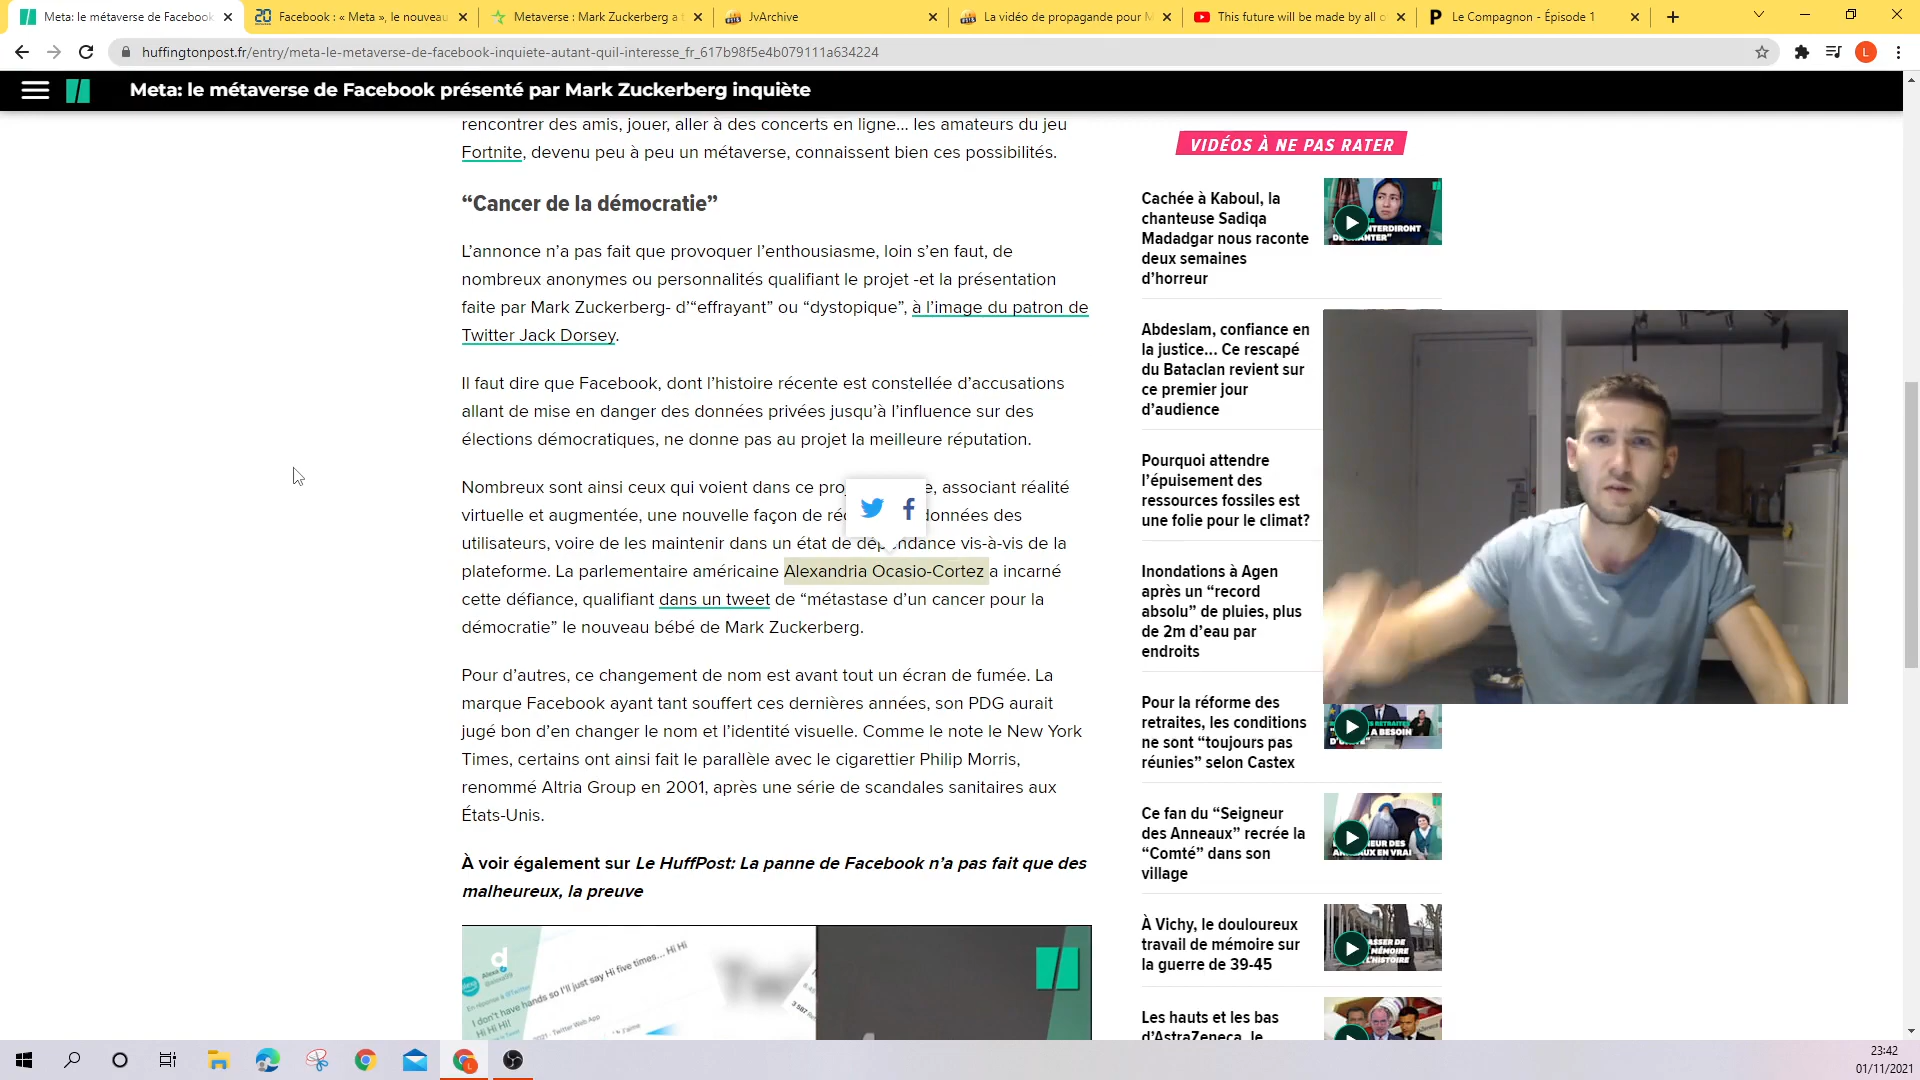 Meta: le métaverse de Facebook
Facebook : « Meta », le nouveau
Metaverse : Mark Zuckerberg a t
JvArchive
La vidéo de propagande pour M
This future will be made by all o
Le Compagnon - Épisode 1
huffingtonpost.fr/entry/meta-le-metaverse-de-facebook-inquiete-autant-quil-interesse_fr_617b98f5e4b079111a634224
L
Meta: le métaverse de Facebook présenté par Mark Zuckerberg inquiète
rencontrer des amis, jouer, aller à des concerts en ligne... les amateurs du jeu
Fortnite, devenu peu à peu un métaverse, connaissent bien ces possibilités.
“Cancer de la démocratie”
L’annonce n’a pas fait que provoquer l’enthousiasme, loin s’en faut, de
nombreux anonymes ou personnalités qualifiant le projet -et la présentation
faite par Mark Zuckerberg- d’“effrayant” ou “dystopique”, à l’image du patron de
Twitter Jack Dorsey.
Il faut dire que Facebook, dont l’histoire récente est constellée d’accusations
allant de mise en danger des données privées jusqu’à l’influence sur des
élections démocratiques, ne donne pas au projet la meilleure réputation.
Nombreux sont ainsi ceux qui voient dans ce pro e, associant réalité
virtuelle et augmentée, une nouvelle façon de réc données des
utilisateurs, voire de les maintenir dans un état de dépendance vis-à-vis de la
plateforme. La parlementaire américaine Alexandria Ocasio-Cortez a incarné
cette défiance, qualifiant dans un tweet de “métastase d’un cancer pour la
démocratie” le nouveau bébé de Mark Zuckerberg.
Pour d’autres, ce changement de nom est avant tout un écran de fumée. La
marque Facebook ayant tant souffert ces dernières années, son PDG aurait
jugé bon d’en changer le nom et l’identité visuelle. Comme le note le New York
Times, certains ont ainsi fait le parallèle avec le cigarettier Philip Morris,
renommé Altria Group en 2001, après une série de scandales sanitaires aux
États-Unis.
À voir également sur Le HuffPost: La panne de Facebook n’a pas fait que des
malheureux, la preuve
Alexa
En réponse à @Twitter
I don't have hands so I'll just say Hi five times... Hi Hi
Hi Hi Hi!
2021 · Twitter Web App
J'aime
VIDÉOS À NE PAS RATER
Cachée à Kaboul, la
chanteuse Sadiqa
Madadgar nous raconte
deux semaines
d’horreur
Abdeslam, confiance en
la justice... Ce rescapé
du Bataclan revient sur
ce premier jour
d’audience
Pourquoi attendre
l’épuisement des
ressources fossiles est
une folie pour le climat?
Inondations à Agen
après un “record
absolu” de pluies, plus
de 2m d’eau par
endroits
Pour la réforme des
retraites, les conditions
ne sont “toujours pas
réunies” selon Castex
Ce fan du “Seigneur
des Anneaux” recrée la
“Comté” dans son
village
À Vichy, le douloureux
travail de mémoire sur
la guerre de 39-45
Les hauts et les bas
d’AstraZeneca, le
23:42
01/11/2021